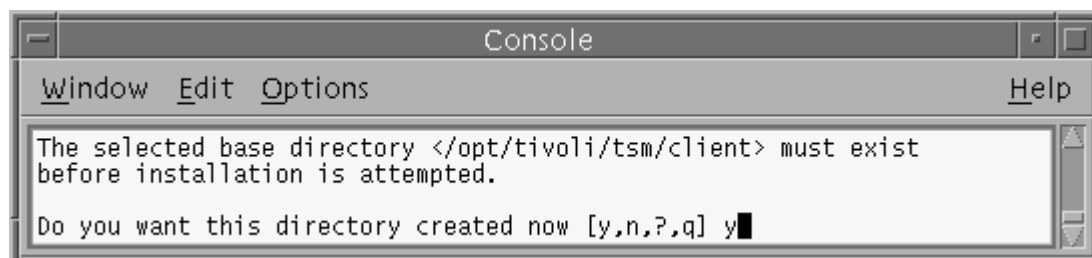 Console
Window Edit Options Help
The selected base directory </opt/tivoli/tsm/client> must exist
before installation is attempted.
Do you want this directory created now [y,n,?,q] y